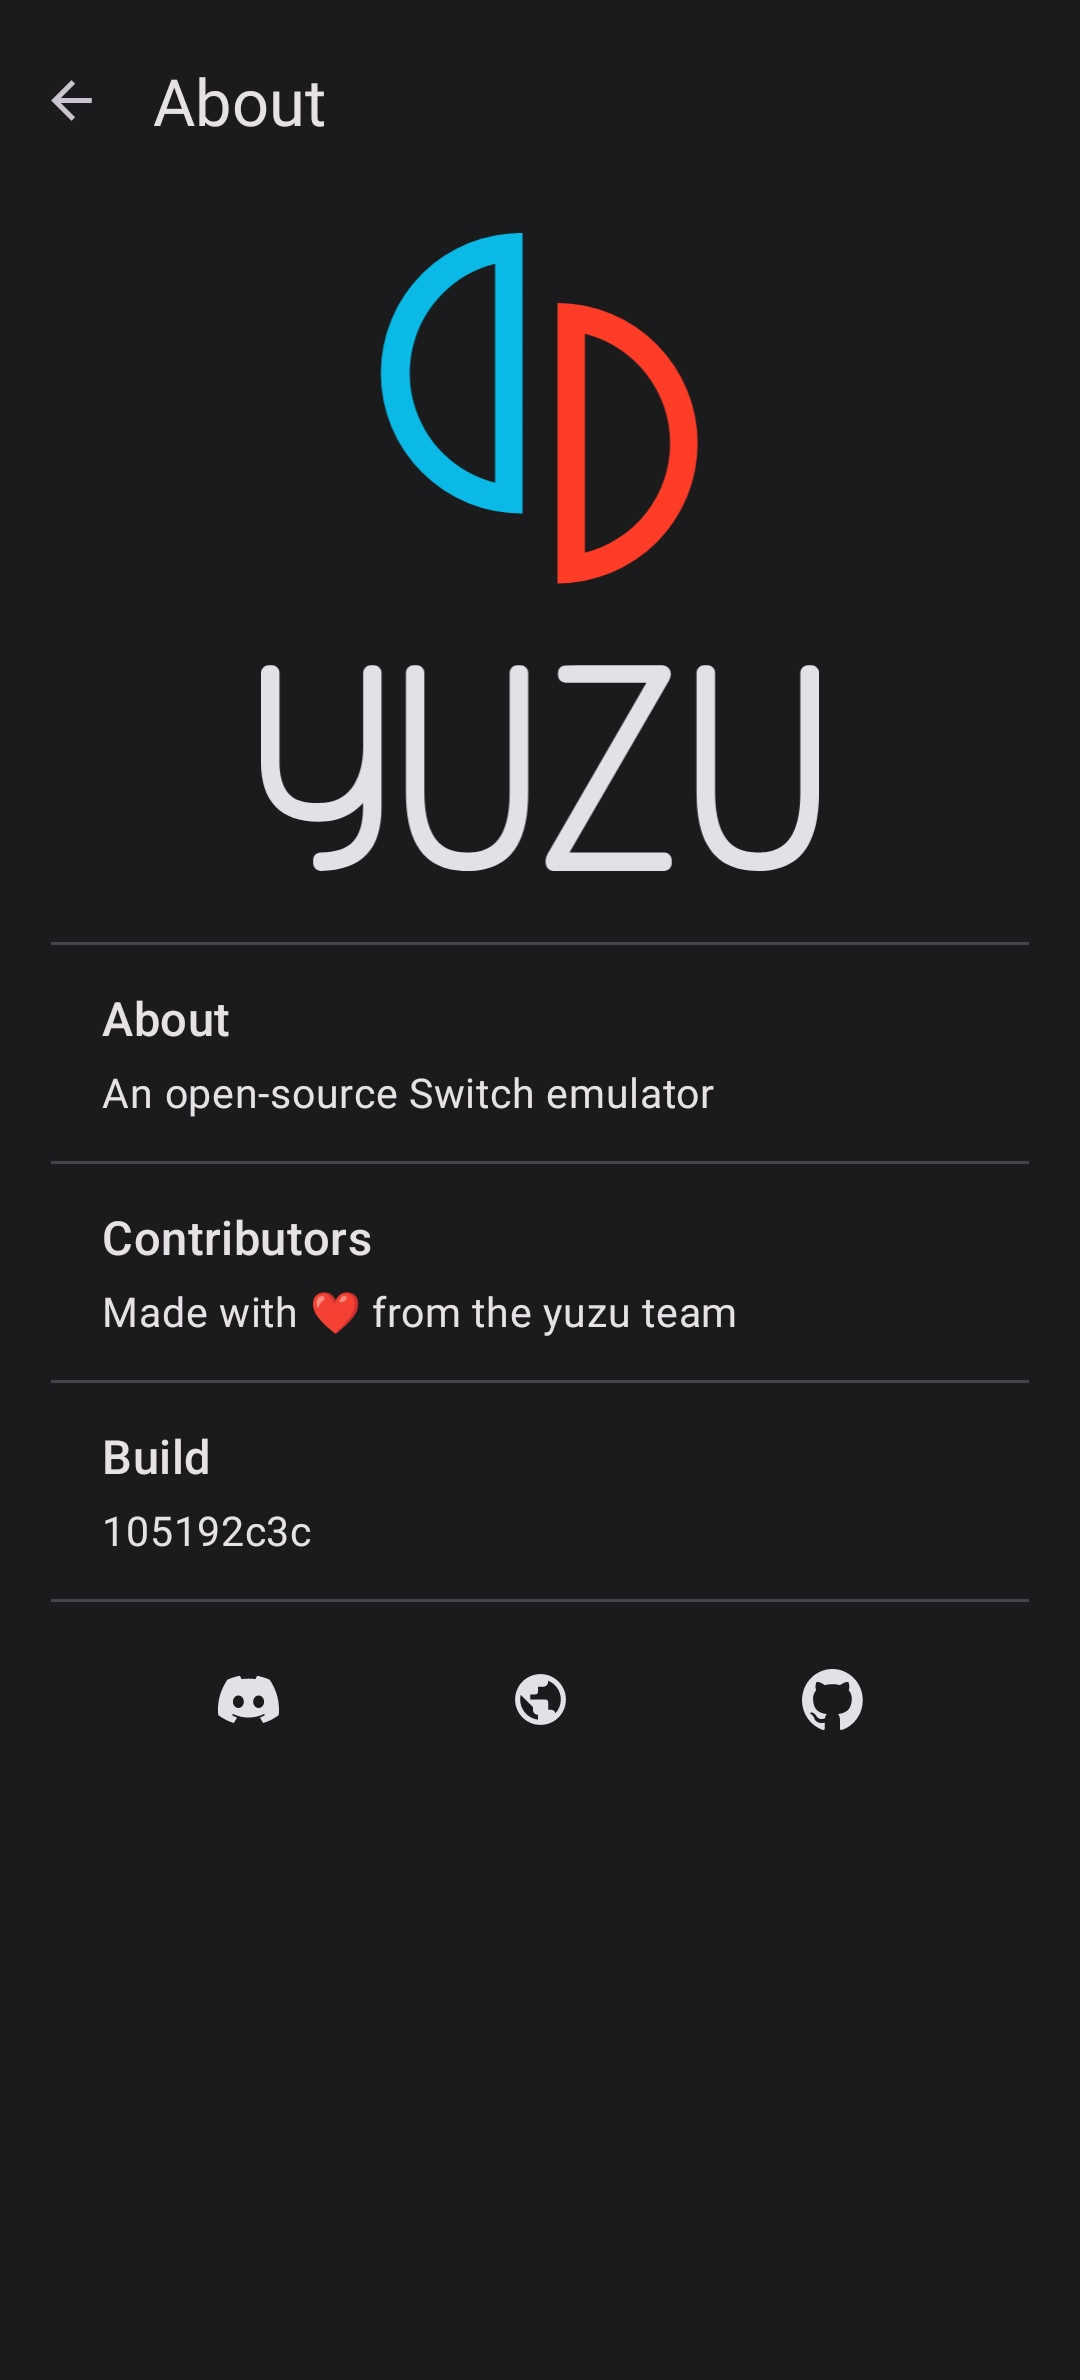 About
yuzu
About
An open-source Switch emulator
Contributors
Made with ❤️ from the yuzu team
Build
105192c3c